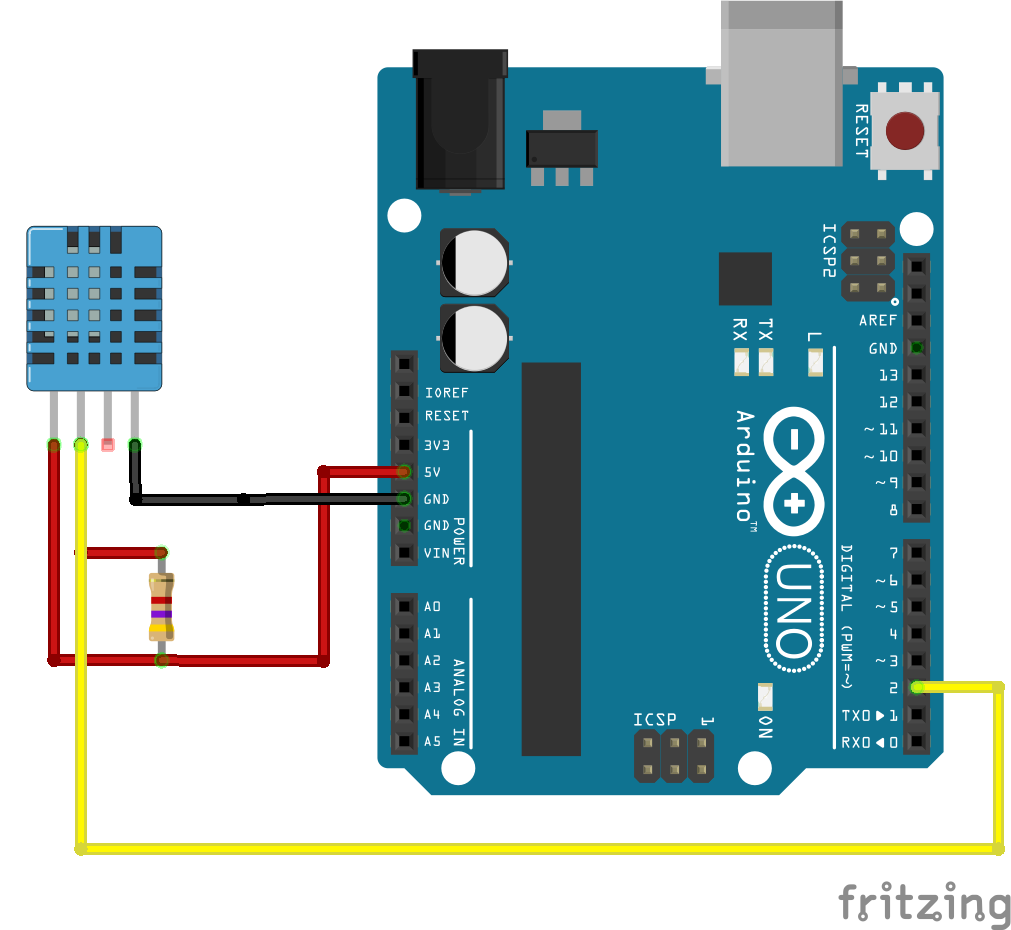 RESET
ICSP2
AREF
GND
13
12
~11
~10
~9
8
7
~6
~5
4
~3
2
TX0▶1
RX0◀0
DIGITAL (PWM=~)
RX
TX
L
Arduino™
UNO
ON
ICSP
1
IOREF
RESET
3V3
5V
GND
GND
VIN
POWER
A0
A1
A2
A3
A4
A5
ANALOG IN
fritzing